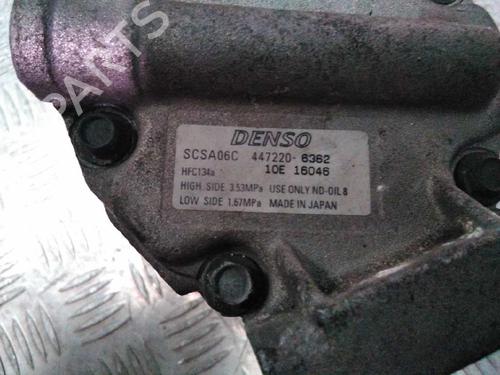 DENSO
SCSA06C 447220-6362
10E 16046
HFC134a
HIGH SIDE 3.53MPa USE ONLY ND-OIL 8
LOW SIDE 1.67MPa MADE IN JAPAN
PARTS